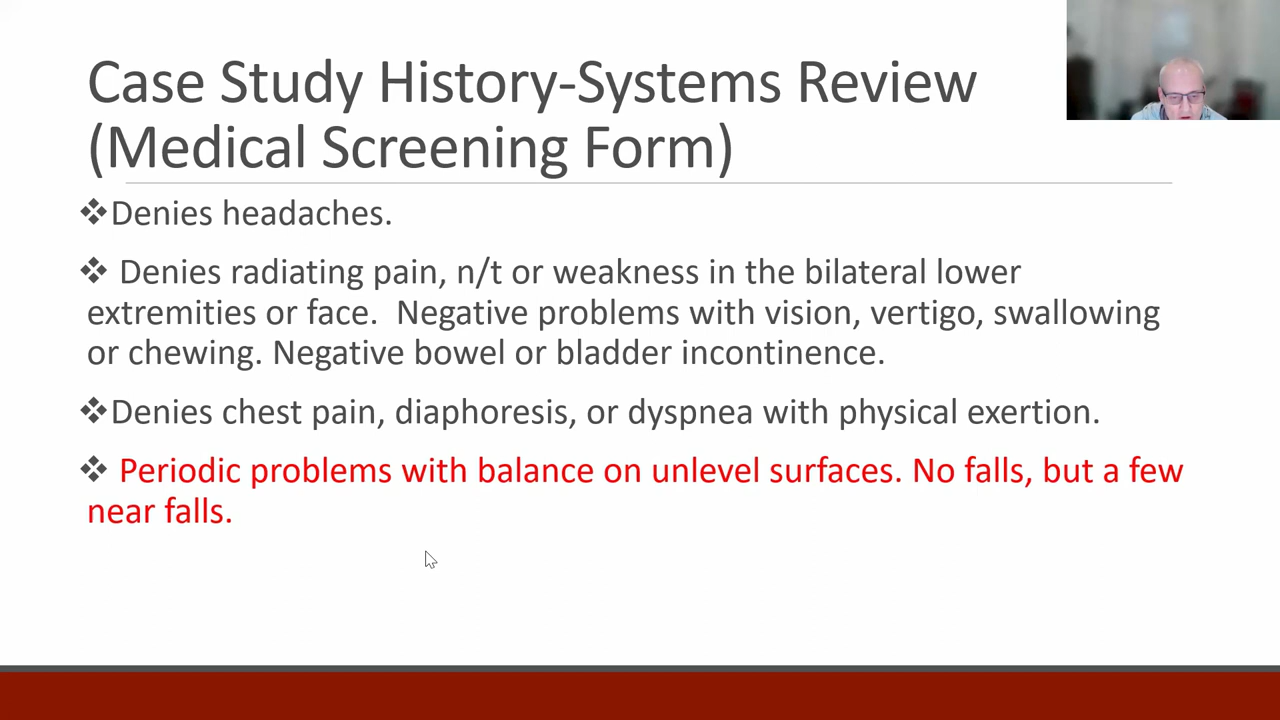 Case Study History-Systems Review
(Medical Screening Form)
❖Denies headaches.
❖ Denies radiating pain, n/t or weakness in the bilateral lower
extremities or face.  Negative problems with vision, vertigo, swallowing
or chewing. Negative bowel or bladder incontinence.
❖Denies chest pain, diaphoresis, or dyspnea with physical exertion.
❖ Periodic problems with balance on unlevel surfaces. No falls, but a few
near falls.